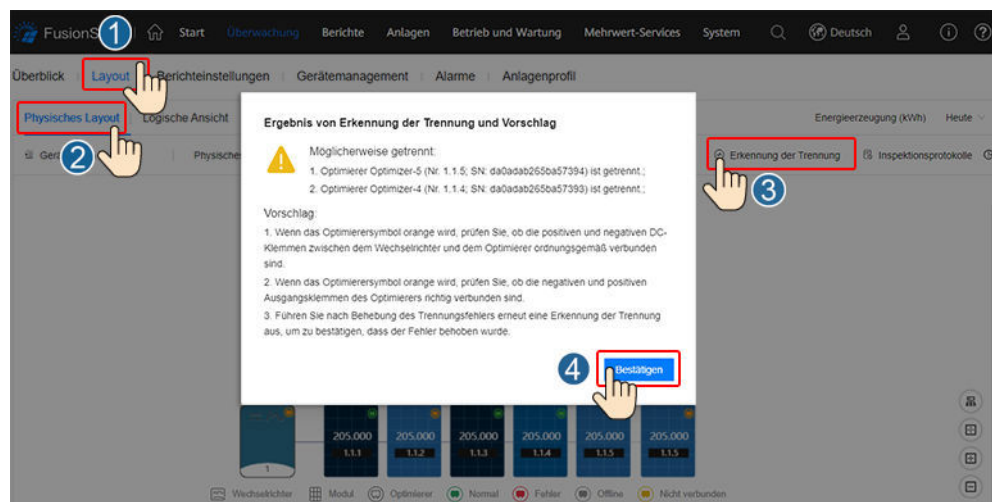 FusionS
1
Start
Überwachung
Berichte
Anlagen
Betrieb und Wartung
Mehrwert-Services
System
Deutsch
Überblick
Layout
Berichteinstellungen
Gerätemanagement
Alarme
Anlagenprofil
Physisches Layout
Logische Ansicht
Energieerzeugung (kWh)
Heute
2
Physische
Erkennung der Trennung
Inspektionsprotokolle
3
Ergebnis von Erkennung der Trennung und Vorschlag
Möglicherweise getrennt:
1. Optimierer Optimizer-5 (Nr. 1.1.5; SN: da0adab265ba57394) ist getrennt.;
2. Optimierer Optimizer-4 (Nr. 1.1.4; SN: da0adab265ba57393) ist getrennt.;
Vorschlag:
1. Wenn das Optimierersymbol orange wird, prüfen Sie, ob die positiven und negativen DC-
Klemmen zwischen dem Wechselrichter und dem Optimierer ordnungsgemäß verbunden
sind.
2. Wenn das Optimierersymbol orange wird, prüfen Sie, ob die negativen und positiven
Ausgangsklemmen des Optimierers richtig verbunden sind.
3. Führen Sie nach Behebung des Trennungsfehlers erneut eine Erkennung der Trennung
aus, um zu bestätigen, dass der Fehler behoben wurde.
4
Bestätigen
205.000 205.000 205.000 205.000 205.000 205.000
1.1.1 1.1.2 1.1.3 1.1.4 1.1.5 1.1.5
1
Wechselrichter
Modul
Optimierer
Normal
Fehler
Offline
Nicht verbunden